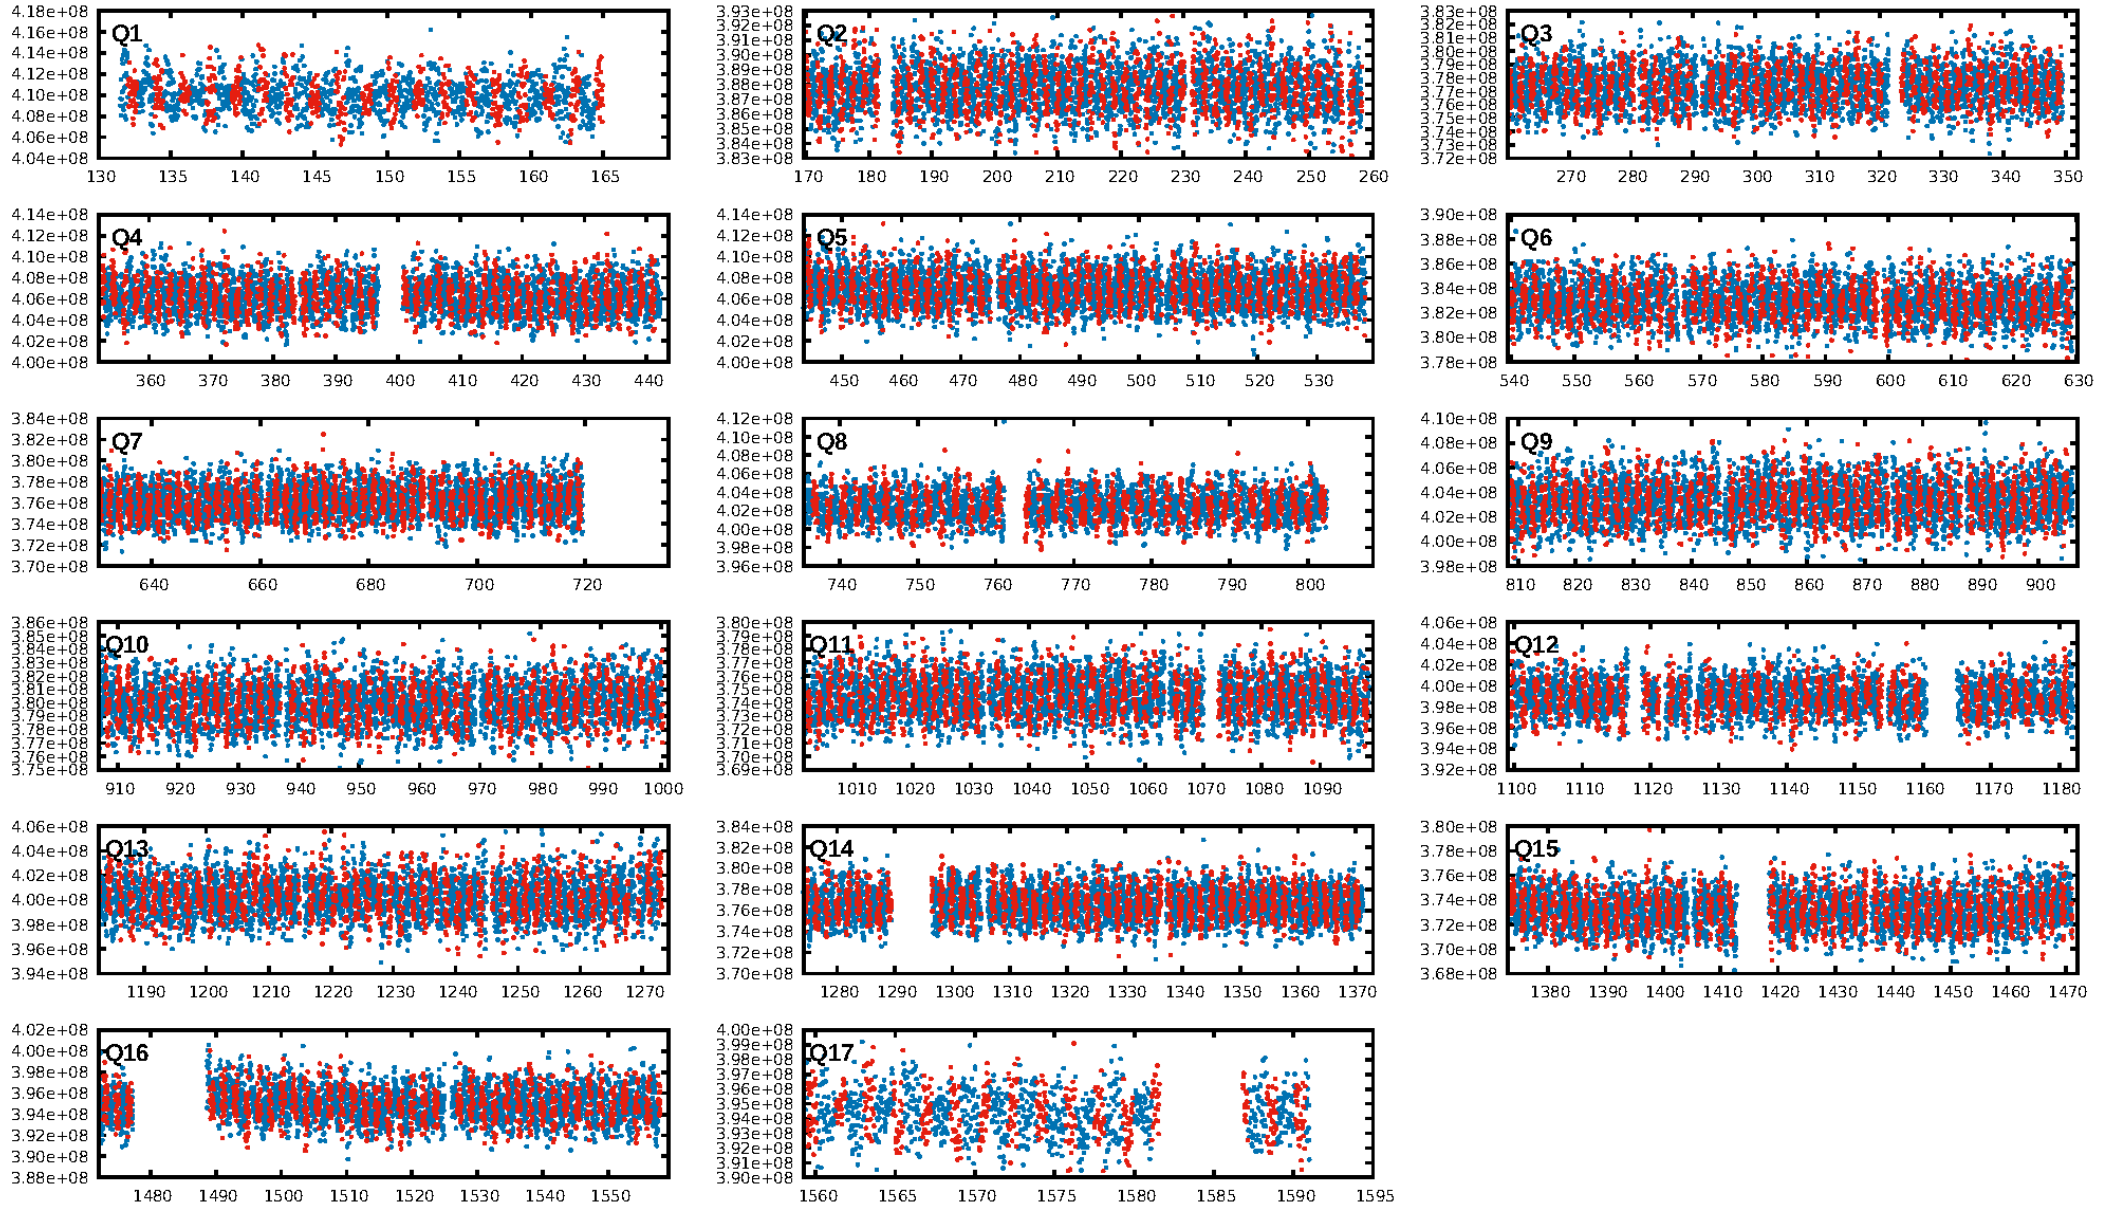 4.18e+08
4.16e+08
4.14e+08
4.12e+08
4.10e+08
4.08e+08
4.06e+08
4.04e+08
Q1
130 135 140 145 150 155 160 165
3.93e+08
3.92e+08
3.91e+08
3.90e+08
3.89e+08
3.88e+08
3.87e+08
3.86e+08
3.85e+08
3.84e+08
3.83e+08
Q2
170 180 190 200 210 220 230 240 250 260
3.83e+08
3.82e+08
3.81e+08
3.80e+08
3.79e+08
3.78e+08
3.77e+08
3.76e+08
3.75e+08
3.74e+08
3.73e+08
3.72e+08
Q3
270 280 290 300 310 320 330 340 350
4.14e+08
4.12e+08
4.10e+08
4.08e+08
4.06e+08
4.04e+08
4.02e+08
4.00e+08
Q4
360 370 380 390 400 410 420 430 440
4.14e+08
4.12e+08
4.10e+08
4.08e+08
4.06e+08
4.04e+08
4.02e+08
4.00e+08
Q5
450 460 470 480 490 500 510 520 530
3.90e+08
3.88e+08
3.86e+08
3.84e+08
3.82e+08
3.80e+08
3.78e+08
Q6
540 550 560 570 580 590 600 610 620 630
3.84e+08
3.82e+08
3.80e+08
3.78e+08
3.76e+08
3.74e+08
3.72e+08
3.70e+08
Q7
640 660 680 700 720
4.12e+08
4.10e+08
4.08e+08
4.06e+08
4.04e+08
4.02e+08
4.00e+08
3.98e+08
3.96e+08
Q8
740 750 760 770 780 790 800
4.10e+08
4.08e+08
4.06e+08
4.04e+08
4.02e+08
4.00e+08
3.98e+08
Q9
810 820 830 840 850 860 870 880 890 900
3.86e+08
3.85e+08
3.84e+08
3.83e+08
3.82e+08
3.81e+08
3.80e+08
3.79e+08
3.78e+08
3.77e+08
3.76e+08
3.75e+08
Q10
910 920 930 940 950 960 970 980 990 1000
3.80e+08
3.79e+08
3.78e+08
3.77e+08
3.76e+08
3.75e+08
3.74e+08
3.73e+08
3.72e+08
3.71e+08
3.70e+08
3.69e+08
Q11
1010 1020 1030 1040 1050 1060 1070 1080 1090
4.06e+08
4.04e+08
4.02e+08
4.00e+08
3.98e+08
3.96e+08
3.94e+08
3.92e+08
Q12
1100 1110 1120 1130 1140 1150 1160 1170 1180
4.06e+08
4.04e+08
4.02e+08
4.00e+08
3.98e+08
3.96e+08
3.94e+08
Q13
1190 1200 1210 1220 1230 1240 1250 1260 1270
3.84e+08
3.82e+08
3.80e+08
3.78e+08
3.76e+08
3.74e+08
3.72e+08
3.70e+08
Q14
1280 1290 1300 1310 1320 1330 1340 1350 1360 1370
3.80e+08
3.78e+08
3.76e+08
3.74e+08
3.72e+08
3.70e+08
3.68e+08
Q15
1380 1390 1400 1410 1420 1430 1440 1450 1460 1470
4.02e+08
4.00e+08
3.98e+08
3.96e+08
3.94e+08
3.92e+08
3.90e+08
3.88e+08
Q16
1480 1490 1500 1510 1520 1530 1540 1550
4.00e+08
3.99e+08
3.98e+08
3.97e+08
3.96e+08
3.95e+08
3.94e+08
3.93e+08
3.92e+08
3.91e+08
3.90e+08
Q17
1560 1565 1570 1575 1580 1585 1590 1595